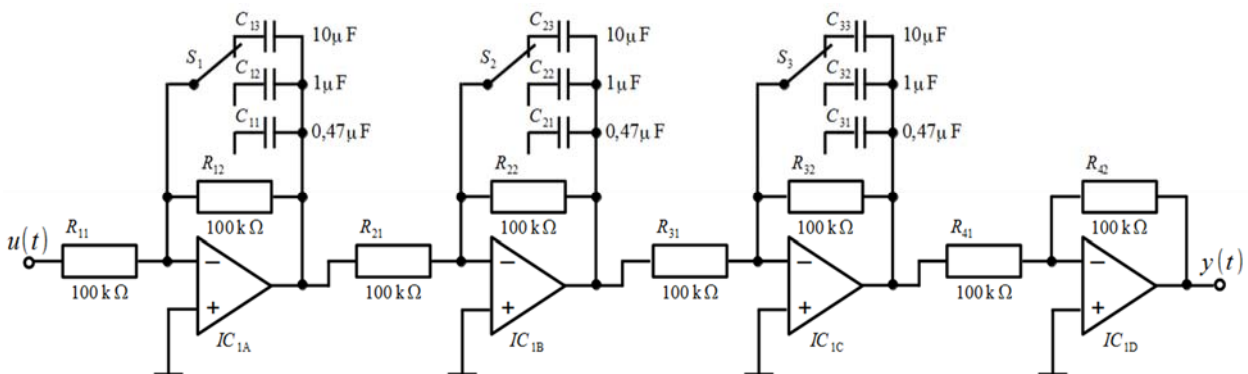 C13 10μF C23 10μF C33 10μF
S1 S2 S3
C12 1μF C22 1μF C32 1μF
C11 0,47μF C21 0,47μF C31 0,47μF
R12 R22 R32 R42
100kΩ 100kΩ 100kΩ 100kΩ
u(t) R11 R21 R31 R41 y(t)
− − − −
100kΩ 100kΩ 100kΩ 100kΩ
+ + + +
IC1A IC1B IC1C IC1D